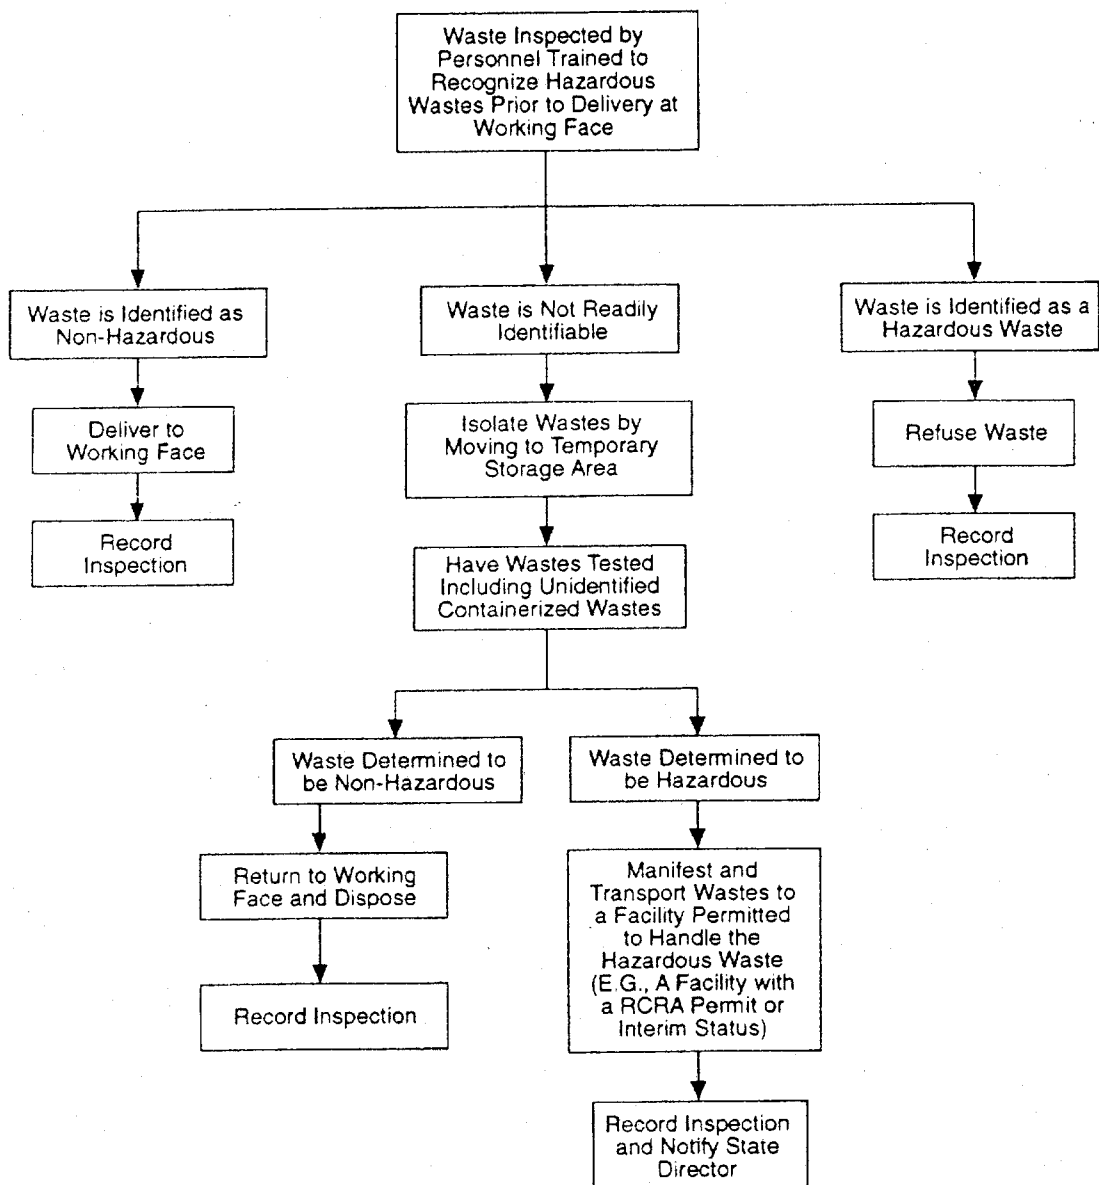 Waste Inspected by
Personnel Trained to
Recognize Hazardous
Wastes Prior to Delivery at
Working Face
Waste is Identified as
Non-Hazardous
Waste is Not Readily
Identifiable
Waste is Identified as a
Hazardous Waste
Deliver to
Working Face
Isolate Wastes by
Moving to Temporary
Storage Area
Refuse Waste
Record
Inspection
Have Wastes Tested
Including Unidentified
Containerized Wastes
Record
Inspection
Waste Determined to
be Non-Hazardous
Waste Determined to
be Hazardous
Return to Working
Face and Dispose
Manifest and
Transport Wastes to
a Facility Permitted
to Handle the
Hazardous Waste
(E.G., A Facility with
a RCRA Permit or
Interim Status)
Record Inspection
Record Inspection
and Notify State
Director